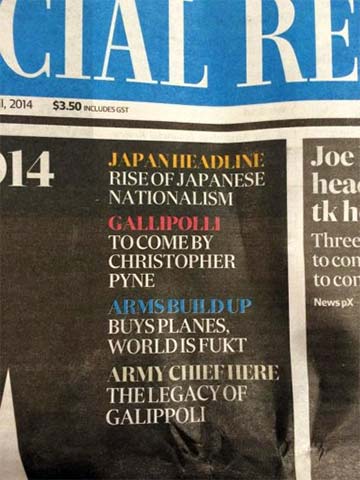 CIAL RE
, 2014 $3.50 INCLUDES GST
14
JAPAN HEADLINE
RISE OF JAPANESE
NATIONALISM
GALLIPOLLI
TO COME BY
CHRISTOPHER
PYNE
ARMS BUILD UP
BUYS PLANES,
WORLD IS FUKT
ARMY CHIEF HERE
THE LEGACY OF
GALIPPOLI
Joe
head
tk h
Three
to con
to con
News pX